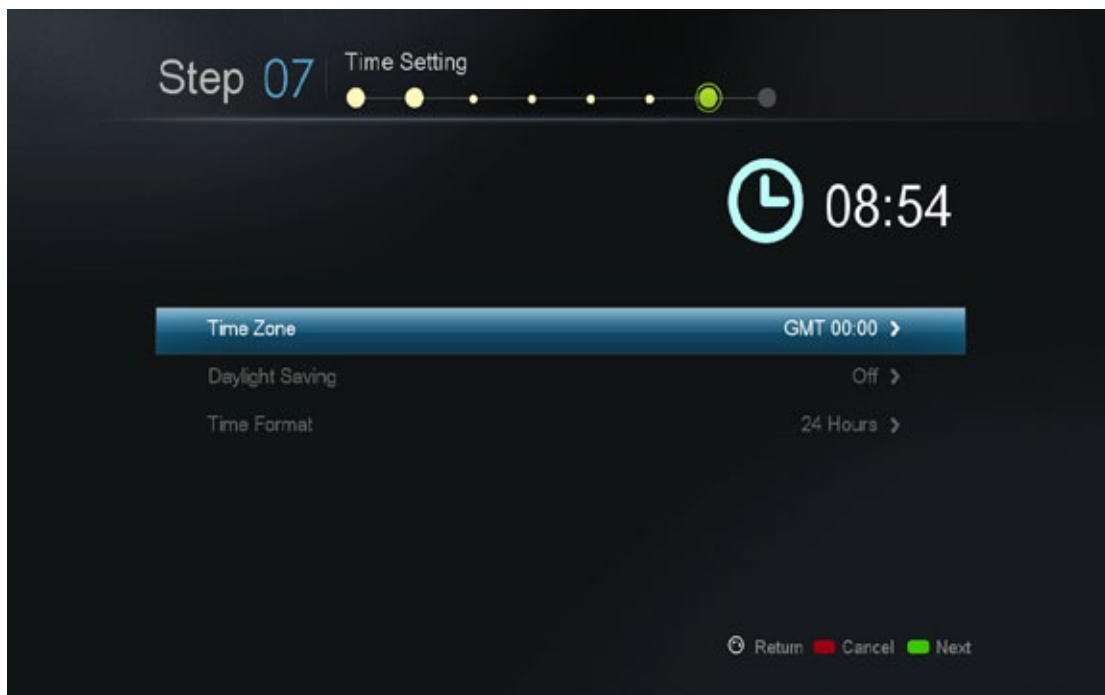 Step 07 Time Setting
08:54
Time Zone GMT 00:00 >
Daylight Saving Off >
Time Format 24 Hours >
Return Cancel Next